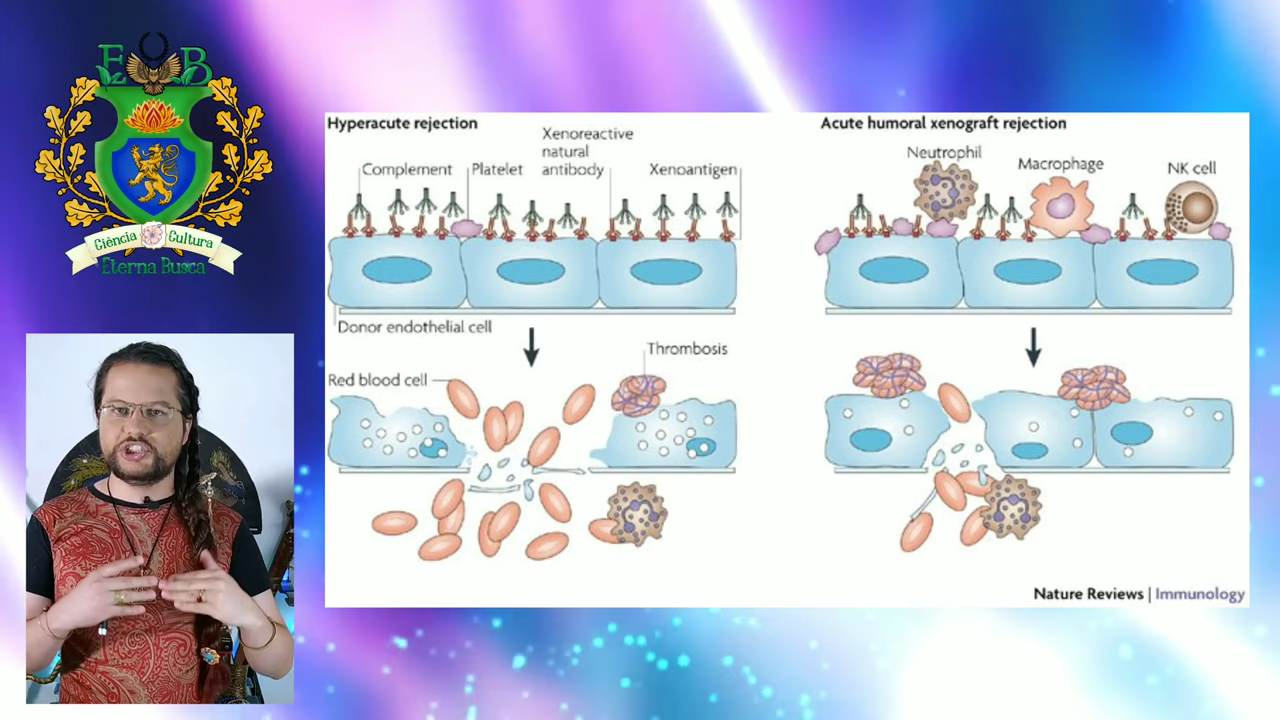 E B
Ciência Cultura
Eterna Busca
Hyperacute rejection
Complement
Platelet
Xenoreactive
natural
antibody
Xenoantigen
Donor endothelial cell
Red blood cell
Thrombosis
Acute humoral xenograft rejection
Neutrophil
Macrophage
NK cell
Nature Reviews | Immunology